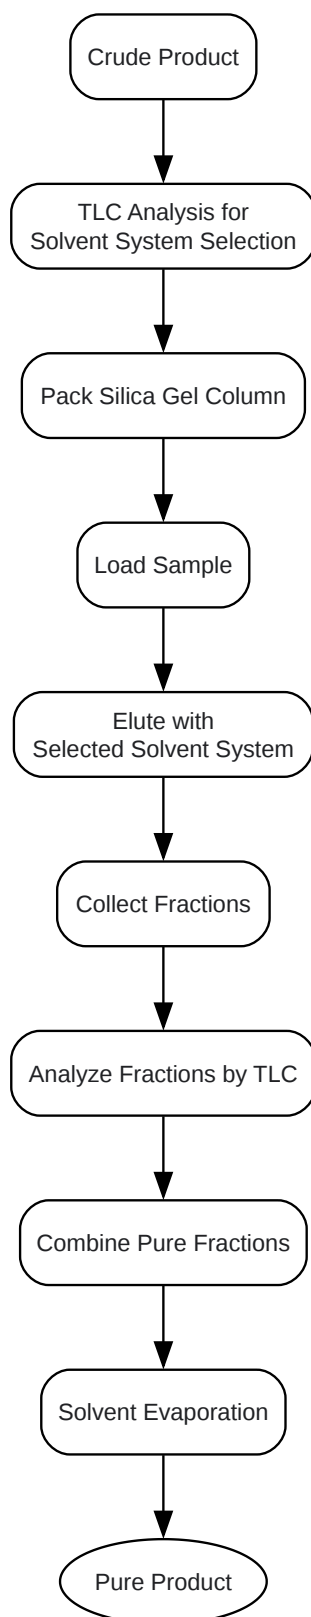 Crude Product
TLC Analysis for
Solvent System Selection
Pack Silica Gel Column
Load Sample
Elute with
Selected Solvent System
Collect Fractions
Analyze Fractions by TLC
Combine Pure Fractions
Solvent Evaporation
Pure Product